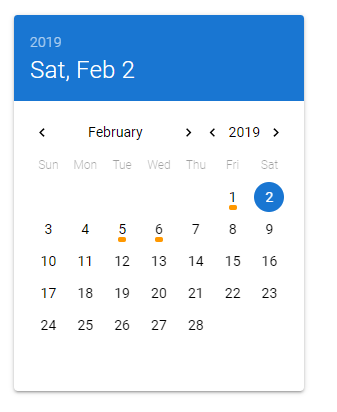 2019
Sat, Feb 2
February 2019
Sun Mon Tue Wed Thu Fri Sat
1 2
3 4 5 6 7 8 9
10 11 12 13 14 15 16
17 18 19 20 21 22 23
24 25 26 27 28